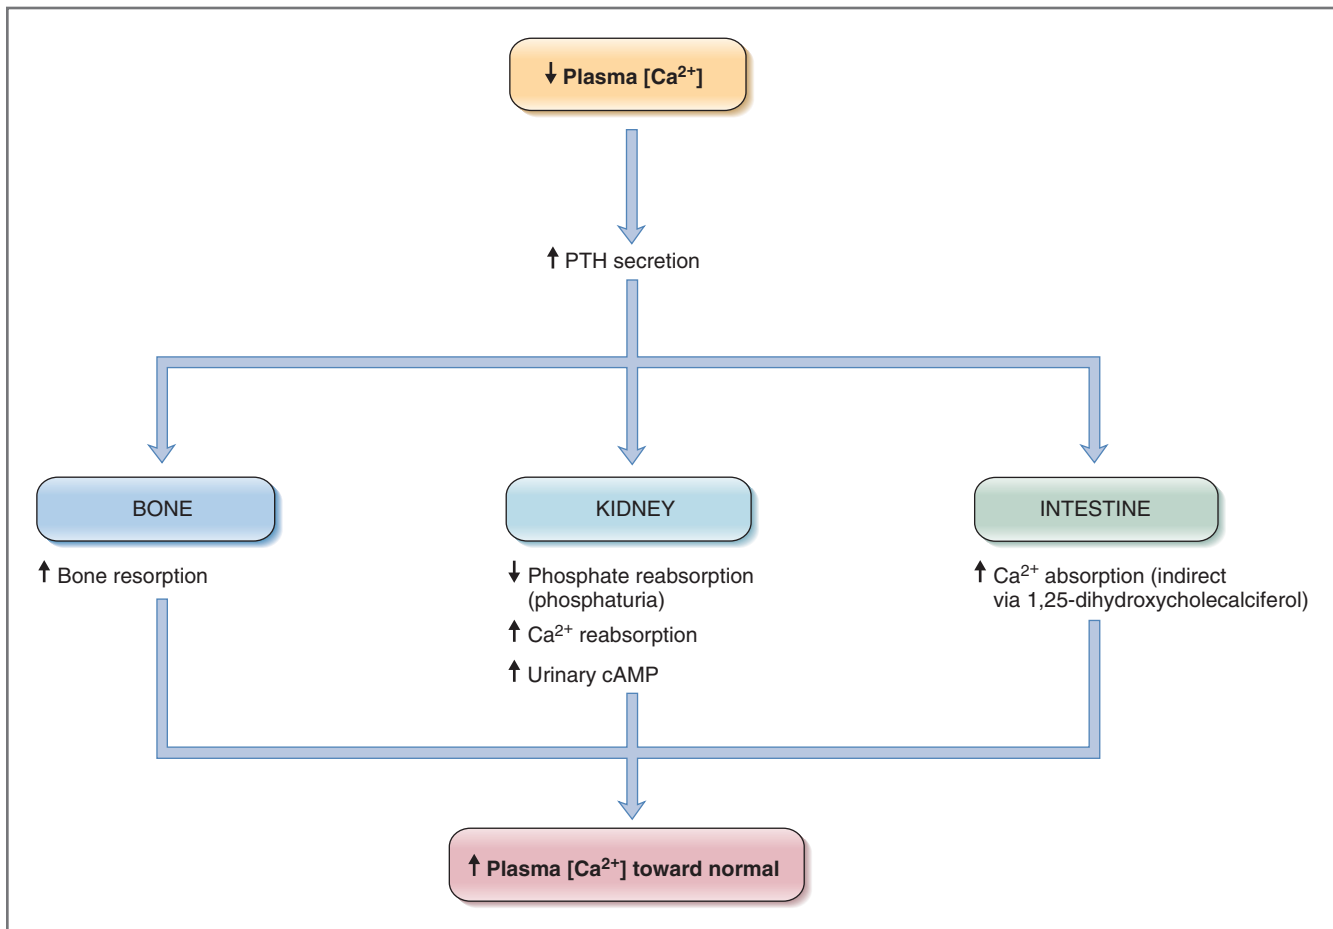 ↓ Plasma [Ca²⁺]
↑ PTH secretion
BONE
↑ Bone resorption
KIDNEY
↓ Phosphate reabsorption
(phosphaturia)
↑ Ca²⁺ reabsorption
↑ Urinary cAMP
INTESTINE
↑ Ca²⁺ absorption (indirect
via 1,25-dihydroxycholecalciferol)
↑ Plasma [Ca²⁺] toward normal